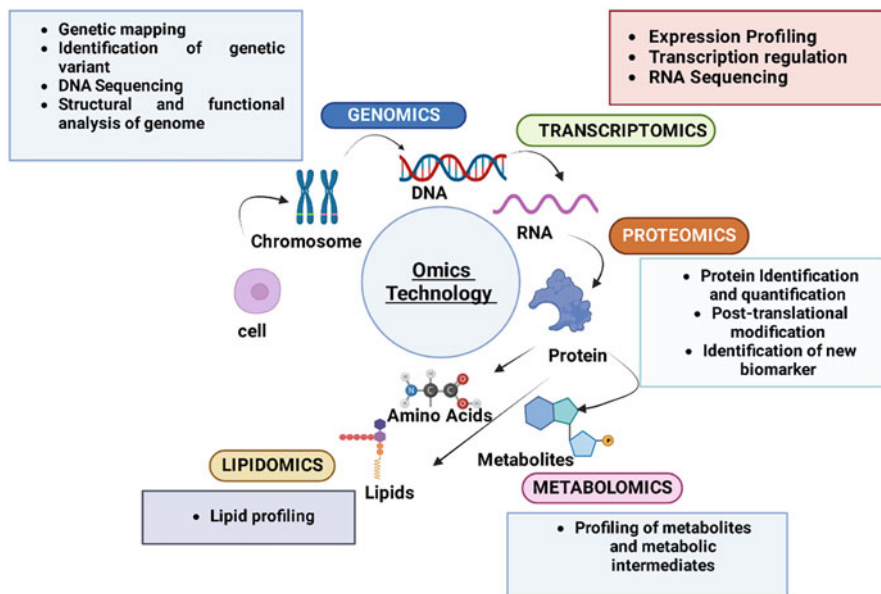 • Genetic mapping
• Identification of genetic
variant
• DNA Sequencing
• Structural and functional
analysis of genome
• Expression Profiling
• Transcription regulation
• RNA Sequencing
GENOMICS
TRANSCRIPTOMICS
DNA
RNA
Chromosome
PROTEOMICS
Omics
Technology
• Protein Identification
and quantification
• Post-translational
modification
• Identification of new
biomarker
cell
Protein
H
H
N
H
C
C
O
O
H
Amino Acids
P
Metabolites
LIPIDOMICS
Lipids
METABOLOMICS
• Lipid profiling
• Profiling of metabolites
and metabolic
intermediates